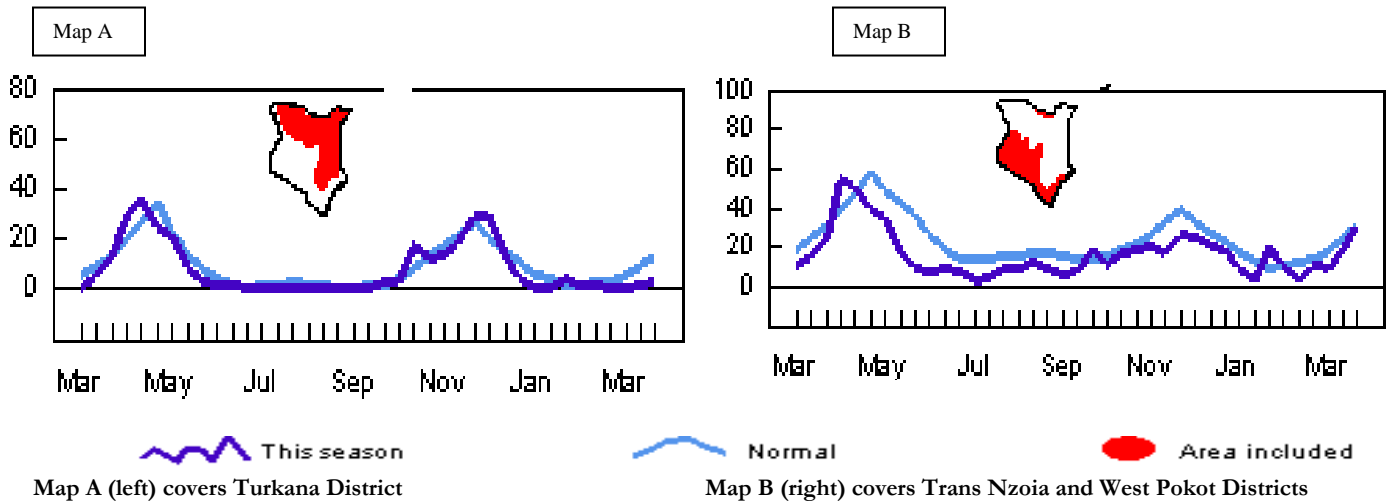 Map A
Map B
80
60
40
20
0
Mar May Jul Sep Nov Jan Mar
100
80
60
40
20
0
Mar May Jul Sep Nov Jan Mar
This season Normal Area included
Map A (left) covers Turkana District
Map B (right) covers Trans Nzoia and West Pokot Districts